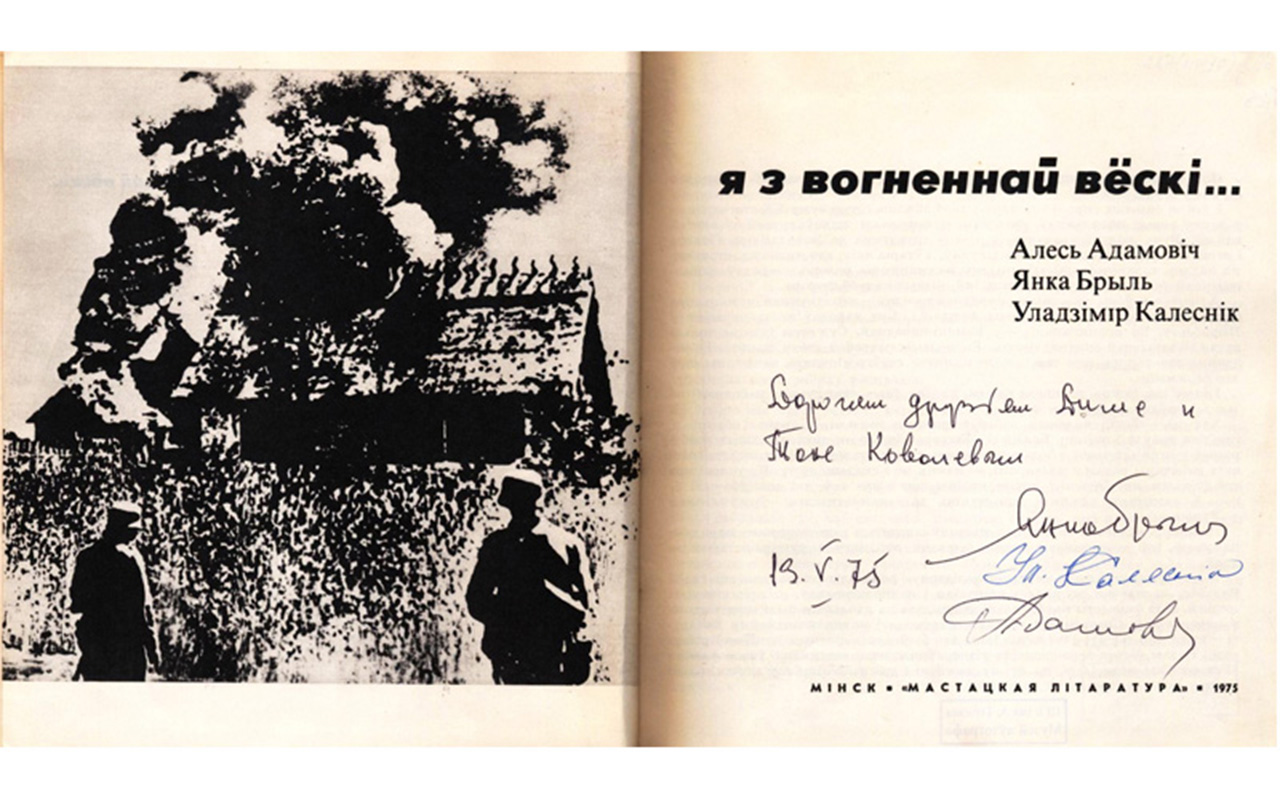 я з вогненнай вёскі...
Алесь Адамовіч
Янка Брыль
Уладзімір Калеснік
Дорогим друзьям Диме и
Тане Ковалевым
Янка Брыль
13.V.75
Ул. Калеснік
МІНСК ▪ «МАСТАЦКАЯ ЛІТАРАТУРА» ▪ 1975